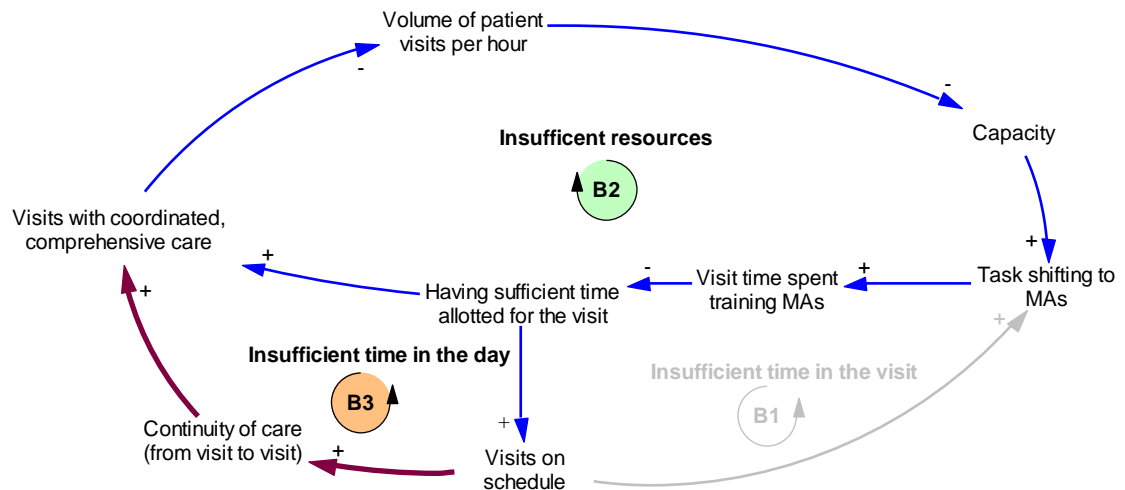 Volume of patient
visits per hour
-
-
Capacity
Insufficent resources
B2
Visits with coordinated,
comprehensive care
+
+
Task shifting to
MAs
+
Visit time spent
training MAs
-
Having sufficient time
allotted for the visit
+
+
Insufficient time in the day
B3
Insufficient time in the visit
B1
+
Continuity of care
(from visit to visit)
+
Visits on
schedule
+